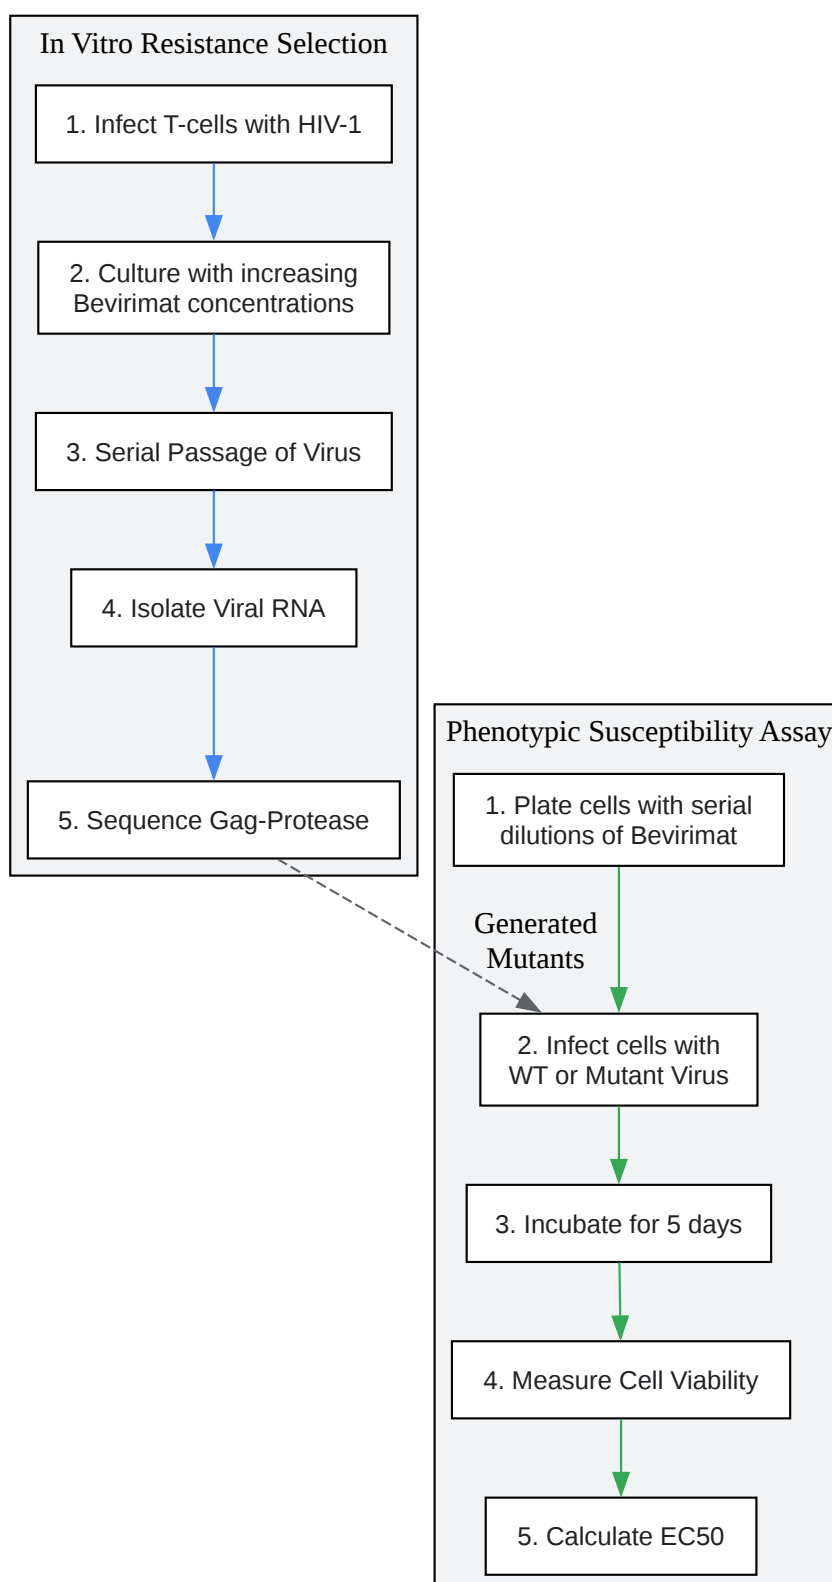 In Vitro Resistance Selection
1. Infect T-cells with HIV-1
2. Culture with increasing
Bevirimat concentrations
3. Serial Passage of Virus
4. Isolate Viral RNA
5. Sequence Gag-Protease
Phenotypic Susceptibility Assay
1. Plate cells with serial
dilutions of Bevirimat
Generated
Mutants
2. Infect cells with
WT or Mutant Virus
3. Incubate for 5 days
4. Measure Cell Viability
5. Calculate EC50